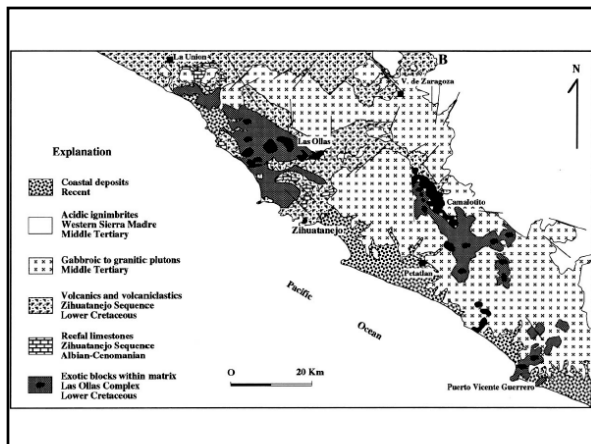 B
La Union
V. de Zaragoza
N
Las Ollas
Explanation
Coastal deposits
Recent
Camalotito
Acidic ignimbrites
Western Sierra Madre
Middle Tertiary
Zihuatanejo
Petatlan
Gabbroic to granitic plutons
Middle Tertiary
Pacific
Ocean
Volcanics and volcaniclastics
Zihuatanejo Sequence
Lower Cretaceous
Reefal limestones
Zihuatanejo Sequence
Albian-Cenomanian
Exotic blocks within matrix
Las Ollas Complex
Lower Cretaceous
O 20 Km
Puerto Vicente Guerrero